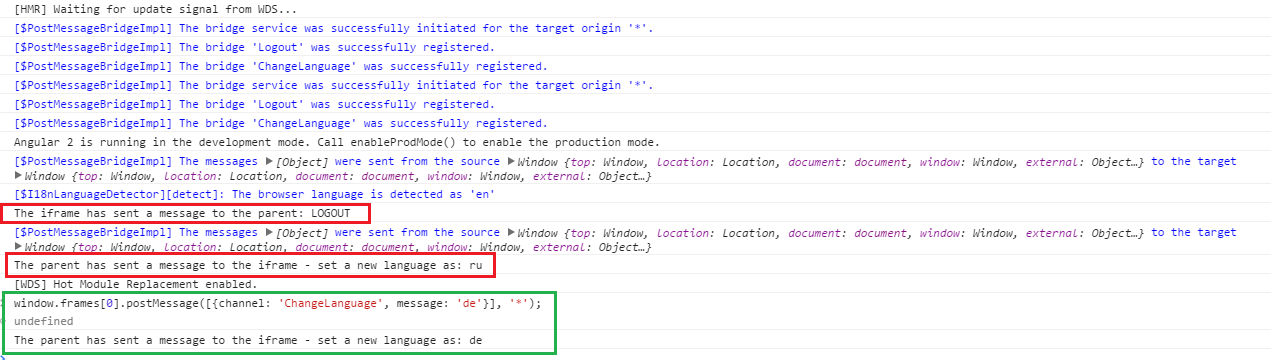 [HMR] Waiting for update signal from WDS...
[$PostMessageBridgeImpl] The bridge service was successfully initiated for the target origin '*'.
[$PostMessageBridgeImpl] The bridge 'Logout' was successfully registered.
[$PostMessageBridgeImpl] The bridge 'ChangeLanguage' was successfully registered.
[$PostMessageBridgeImpl] The bridge service was successfully initiated for the target origin '*'.
[$PostMessageBridgeImpl] The bridge 'Logout' was successfully registered.
[$PostMessageBridgeImpl] The bridge 'ChangeLanguage' was successfully registered.
Angular 2 is running in the development mode. Call enableProdMode() to enable the production mode.
[$PostMessageBridgeImpl] The messages ▶[Object] were sent from the source ▶Window {top: Window, location: Location, document: document, window: Window, external: Object…} to the target
▶Window {top: Window, location: Location, document: document, window: Window, external: Object…}
[$I18nLanguageDetector][detect]: The browser language is detected as 'en'
The iframe has sent a message to the parent: LOGOUT
[$PostMessageBridgeImpl] The messages ▶[Object] were sent from the source ▶Window {top: Window, location: Location, document: document, window: Window, external: Object…} to the target
▶Window {top: Window, location: Location, document: document, window: Window, external: Object…}
The parent has sent a message to the iframe - set a new language as: ru
[WDS] Hot Module Replacement enabled.
window.frames[0].postMessage([{channel: 'ChangeLanguage', message: 'de'}], '*');
undefined
The parent has sent a message to the iframe - set a new language as: de